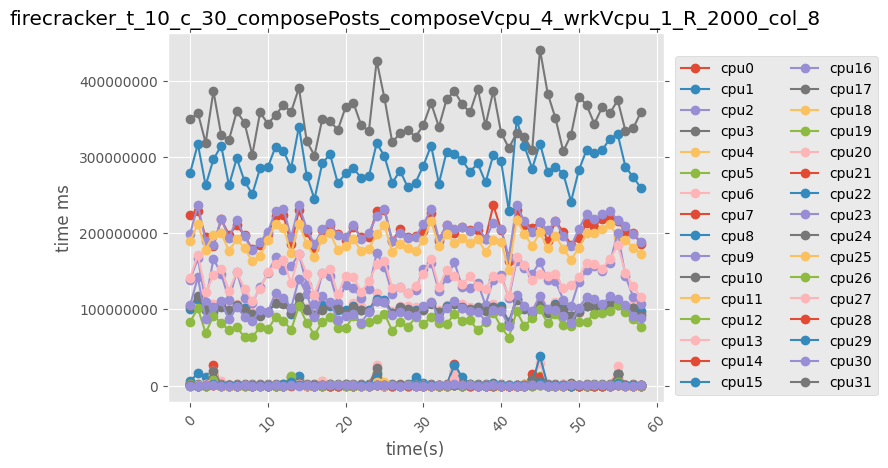 firecracker_t_10_c_30_composePosts_composeVcpu_4_wrkVcpu_1_R_2000_col_8
400000000
300000000
200000000
100000000
0
time ms
0
10
20
30
40
50
60
time(s)
cpu0
cpu1
cpu2
cpu3
cpu4
cpu5
cpu6
cpu7
cpu8
cpu9
cpu10
cpu11
cpu12
cpu13
cpu14
cpu15
cpu16
cpu17
cpu18
cpu19
cpu20
cpu21
cpu22
cpu23
cpu24
cpu25
cpu26
cpu27
cpu28
cpu29
cpu30
cpu31